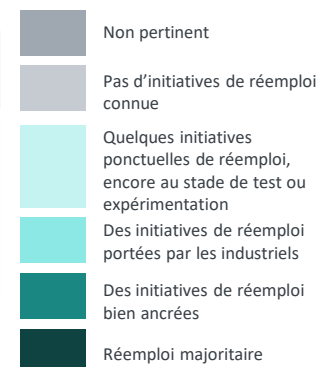 Non pertinent
Pas d’initiatives de réemploi
connue
Quelques initiatives
ponctuelles de réemploi,
encore au stade de test ou
expérimentation
Des initiatives de réemploi
portées par les industriels
Des initiatives de réemploi
bien ancrées
Réemploi majoritaire